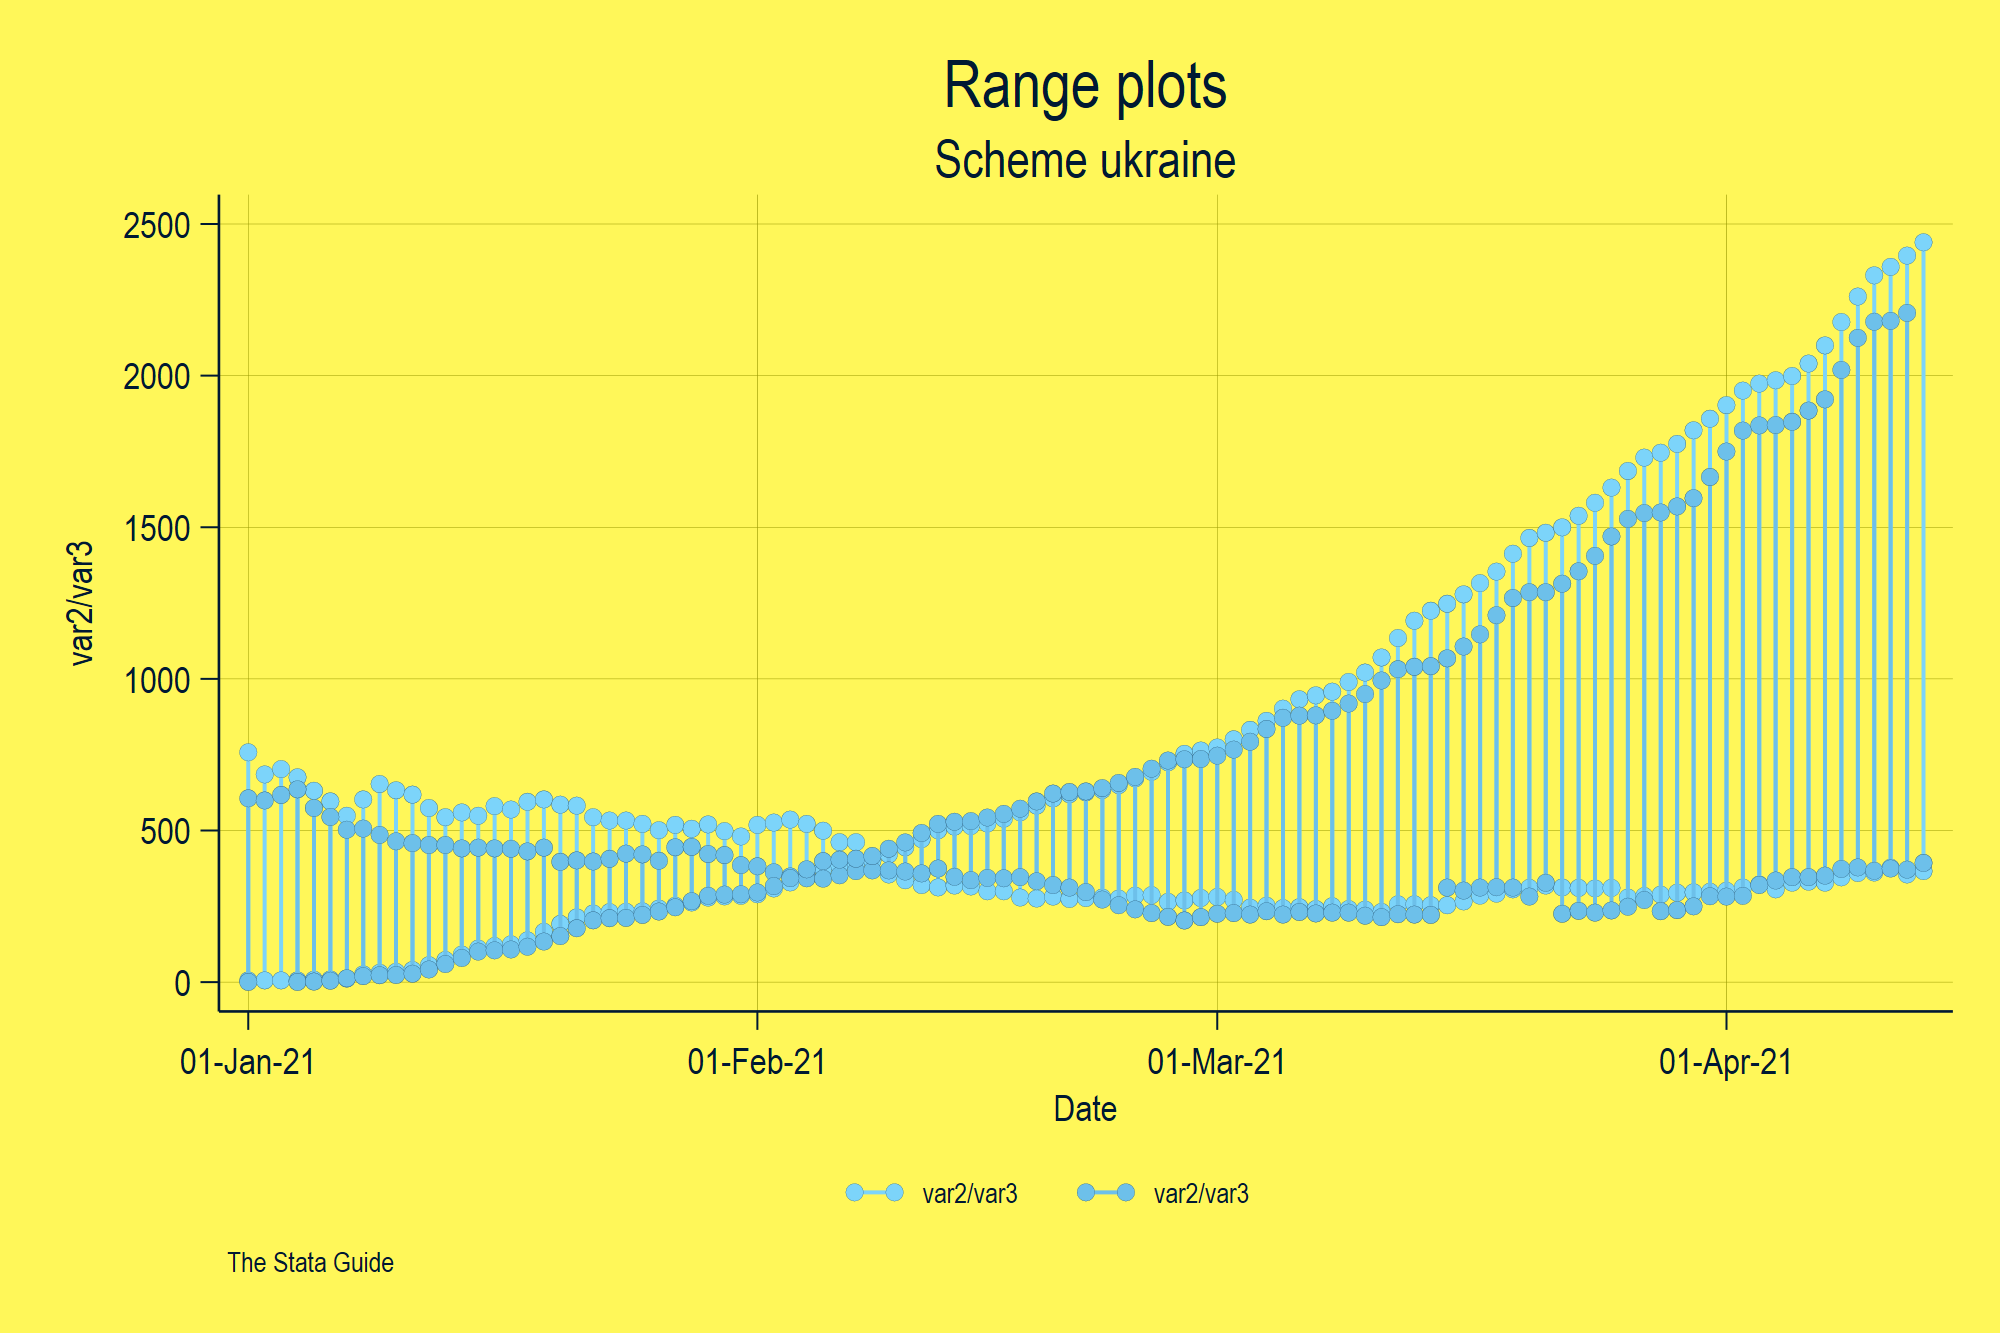 Range plots
Scheme ukraine
2500
2000
1500
1000
500
0
var2/var3
01-Jan-21
01-Feb-21
01-Mar-21
01-Apr-21
Date
var2/var3
var2/var3
The Stata Guide